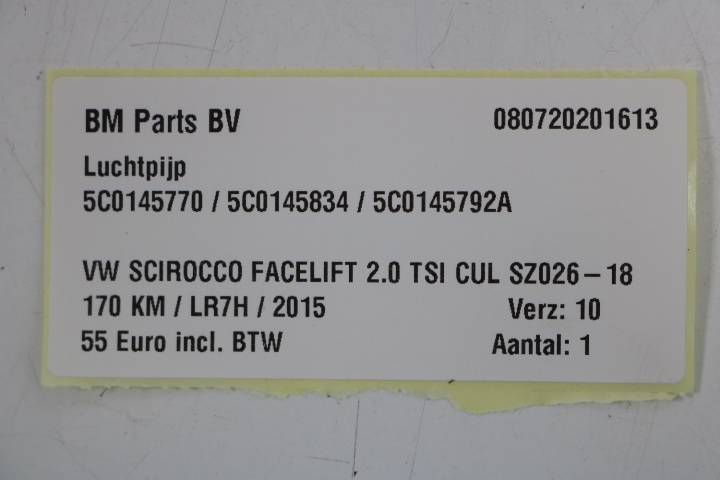 BM Parts BV 080720201613
Luchtpijp
5C0145770 / 5C0145834 / 5C0145792A
VW SCIROCCO FACELIFT 2.0 TSI CUL SZ026-18
170 KM / LR7H / 2015 Verz: 10
55 Euro incl. BTW Aantal: 1